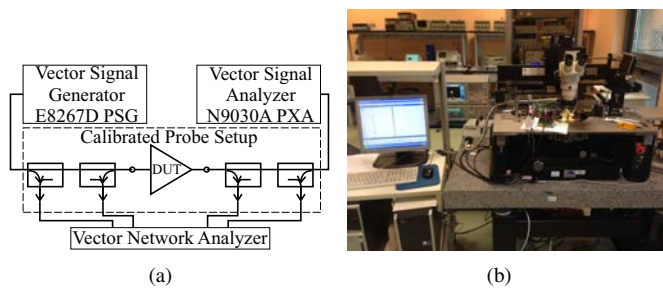 Vector Signal
Generator
E8267D PSG
Vector Signal
Analyzer
N9030A PXA
Calibrated Probe Setup
DUT
Vector Network Analyzer
(a)
(b)